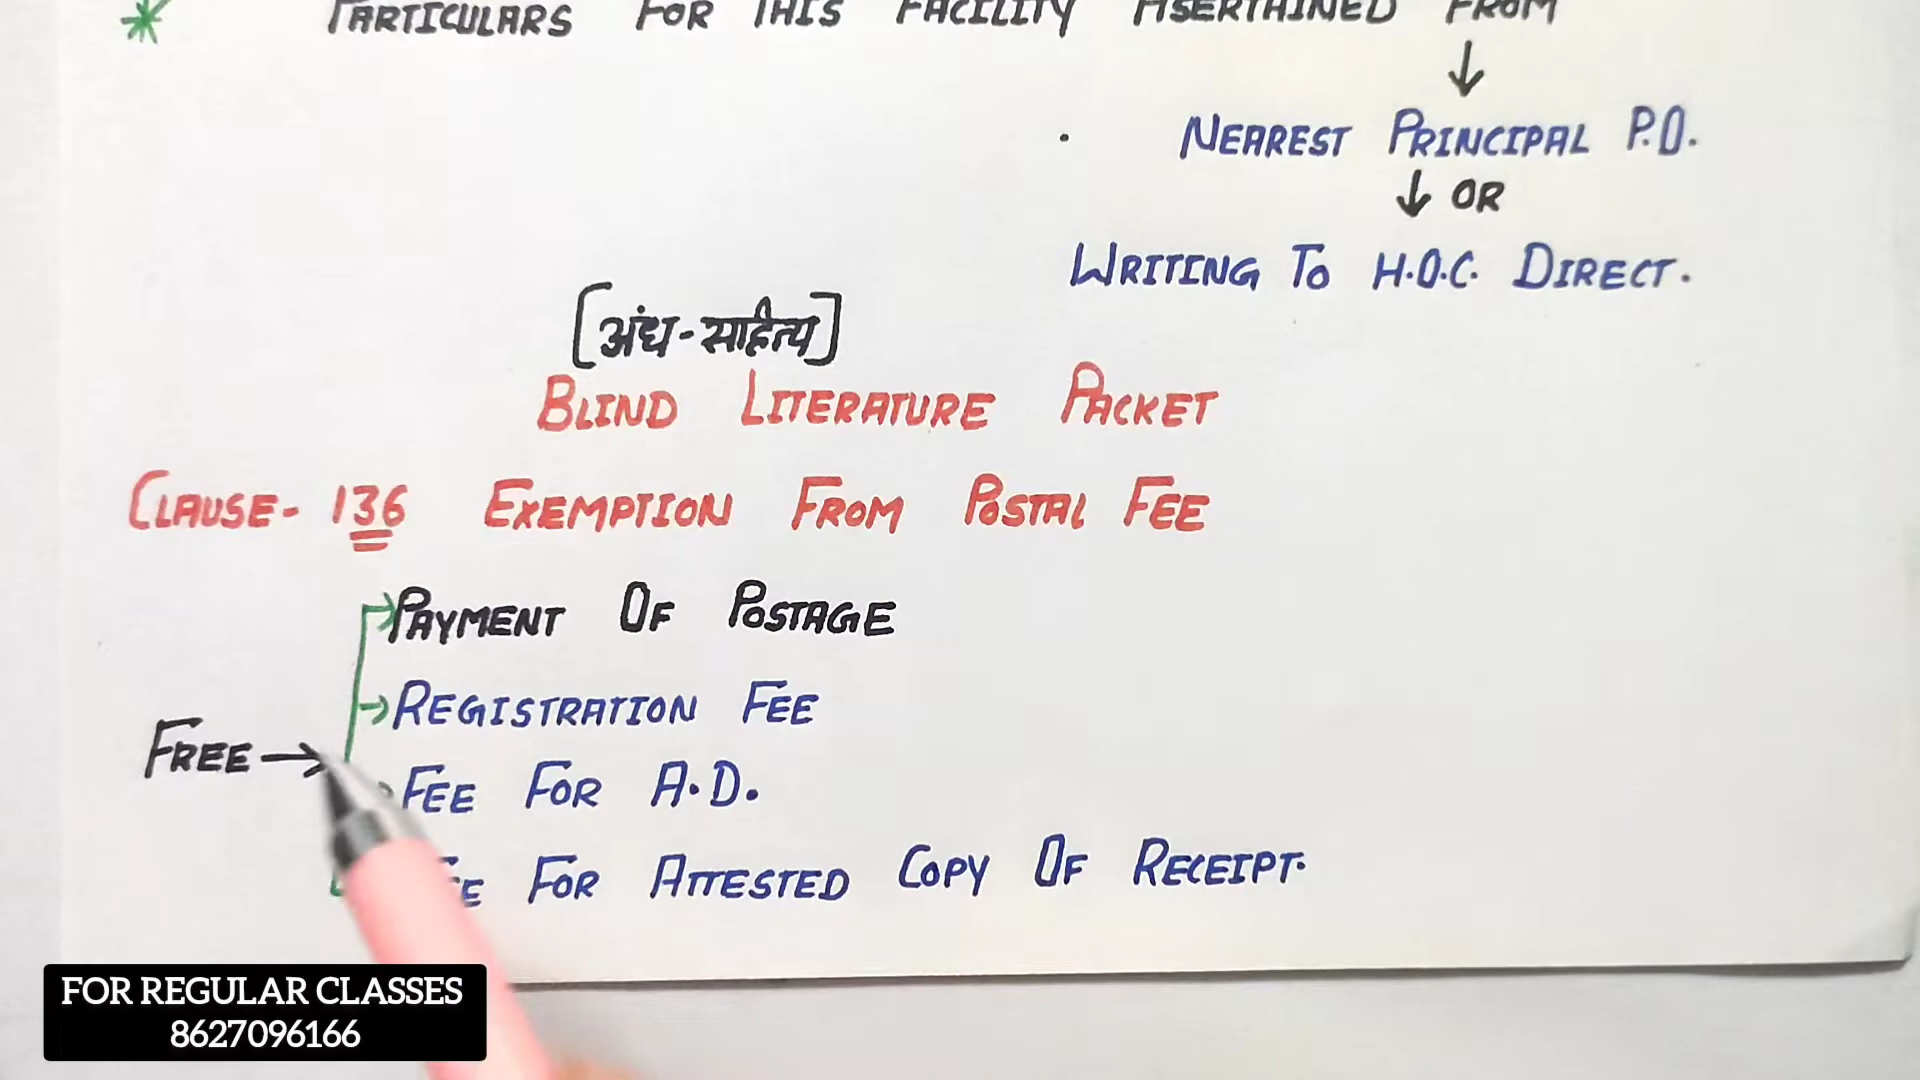 * PARTICULARS FOR THIS FACILITY ASERTAINED FROM
↓
NEAREST PRINCIPAL P.O.
↓ OR
WRITING TO H.O.C. DIRECT.
[अंध-साहित्य]
BLIND LITERATURE PACKET
CLAUSE- 136 EXEMPTION FROM POSTAL FEE
PAYMENT OF POSTAGE
REGISTRATION FEE
FREE →
FEE FOR A.D.
FOR ATTESTED COPY OF RECEIPT.
FOR REGULAR CLASSES
8627096166